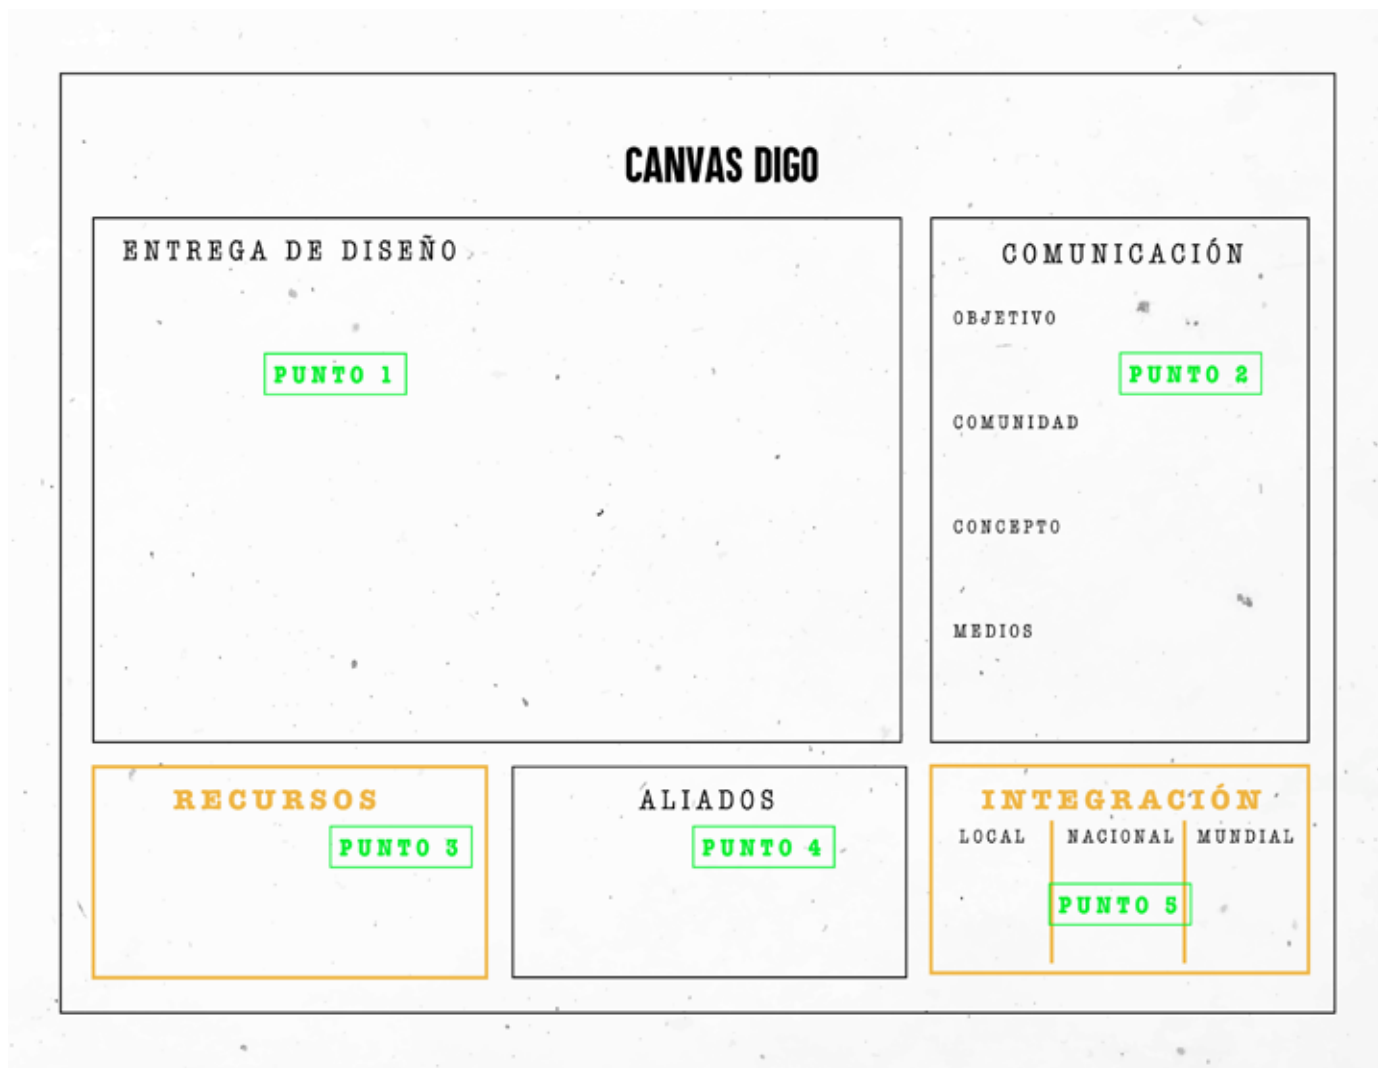 CANVAS DIGO
ENTREGA DE DISEÑO
PUNTO 1
COMUNICACIÓN
OBJETIVO
PUNTO 2
COMUNIDAD
CONCEPTO
MEDIOS
RECURSOS
PUNTO 3
ALIADOS
PUNTO 4
INTEGRACIÓN
LOCAL NACIONAL MUNDIAL
PUNTO 5